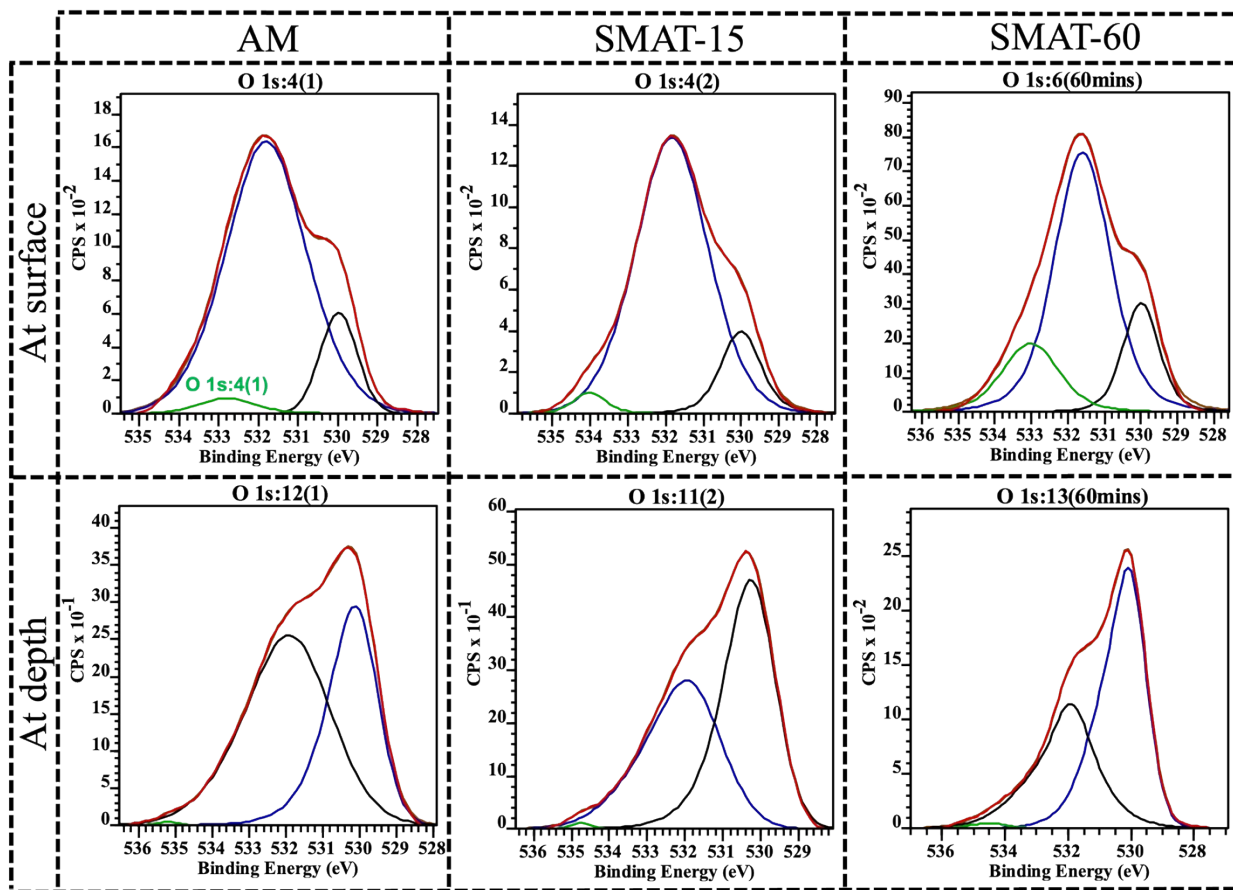 AM
SMAT-15
SMAT-60
At surface
O 1s:4(1)
CPS x 10-2
18
16
14
12
10
8
6
4
2
0
O 1s:4(1)
535 534 533 532 531 530 529 528
Binding Energy (eV)
O 1s:4(2)
CPS x 10-2
14
12
10
8
6
4
2
0
535 534 533 532 531 530 529 528
Binding Energy (eV)
O 1s:6(60mins)
CPS x 10-2
90
80
70
60
50
40
30
20
10
0
536 535 534 533 532 531 530 529 528
Binding Energy (eV)
At depth
O 1s:12(1)
CPS x 10-1
40
35
30
25
20
15
10
5
0
536 535 534 533 532 531 530 529 528
Binding Energy (eV)
O 1s:11(2)
CPS x 10-1
60
50
40
30
20
10
0
536 535 534 533 532 531 530 529
Binding Energy (eV)
O 1s:13(60mins)
CPS x 10-2
25
20
15
10
5
0
536 534 532 530 528
Binding Energy (eV)